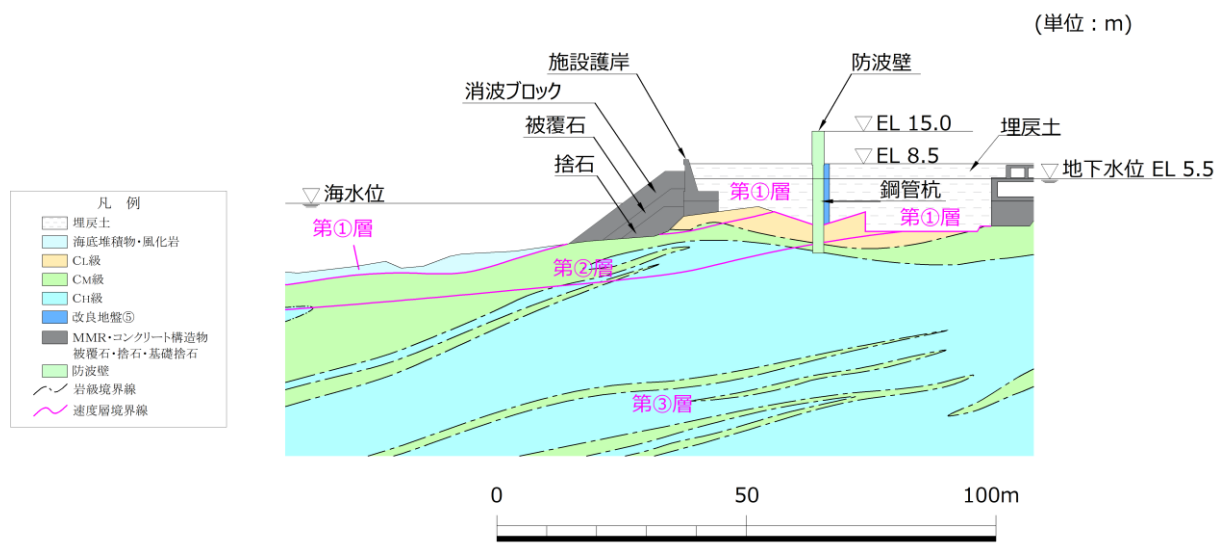 (単位:m)
施設護岸
防波壁
消波ブロック
▽EL 15.0
埋戻土
被覆石
▽EL 8.5
捨石
▽地下水位 EL 5.5
▽海水位
第①層
鋼管杭
第①層
第①層
第②層
第③層
凡 例
埋戻土
海底堆積物・風化岩
CL級
CM級
CH級
改良地盤⑤
MMR・コンクリート構造物
被覆石・捨石・基礎捨石
防波壁
岩級境界線
速度層境界線
0 50 100m